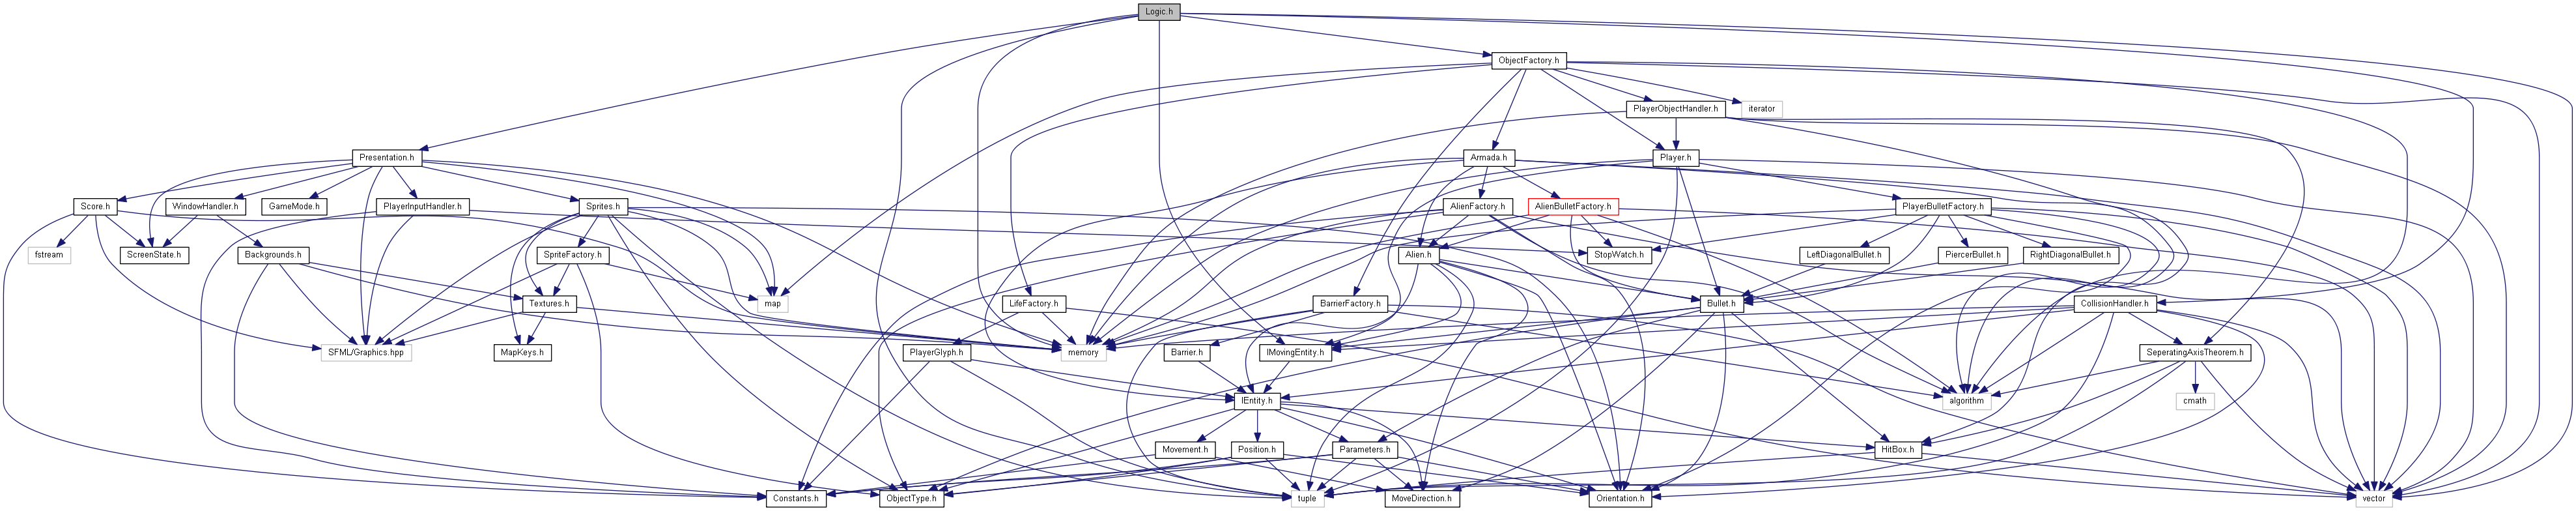 Logic.h
ObjectFactory.h
PlayerObjectHandler.h
iterator
Presentation.h
Armada.h
Player.h
Score.h
WindowHandler.h
GameMode.h
PlayerInputHandler.h
Sprites.h
AlienFactory.h
AlienBulletFactory.h
PlayerBulletFactory.h
fstream
ScreenState.h
Backgrounds.h
SpriteFactory.h
Alien.h
StopWatch.h
LeftDiagonalBullet.h
PiercerBullet.h
RightDiagonalBullet.h
Textures.h
map
LifeFactory.h
BarrierFactory.h
Bullet.h
CollisionHandler.h
SFML/Graphics.hpp
MapKeys.h
PlayerGlyph.h
memory
Barrier.h
IMovingEntity.h
SeperatingAxisTheorem.h
IEntity.h
algorithm
cmath
Movement.h
Position.h
Parameters.h
HitBox.h
Constants.h
ObjectType.h
tuple
MoveDirection.h
Orientation.h
vector